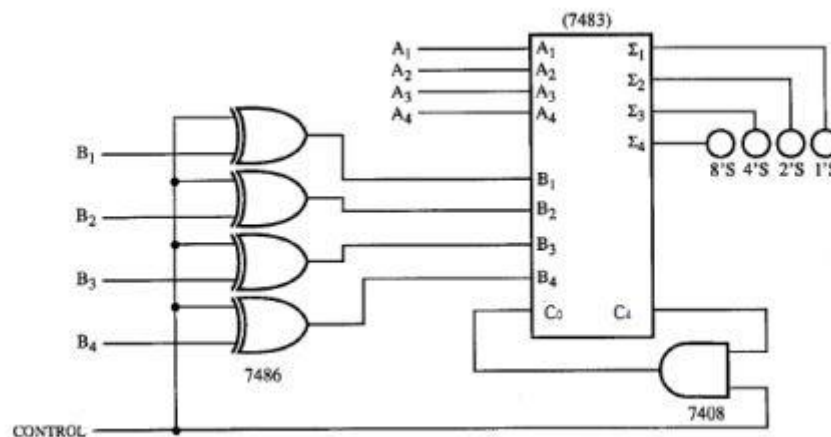 (7483)
A1 A1 Σ1
A2 A2 Σ2
A3 A3 Σ3
A4 A4 Σ4
8'S 4'S 2'S 1'S
B1 B1
B2 B2
B3 B3
B4 B4
C0 C4
7486
7408
CONTROL